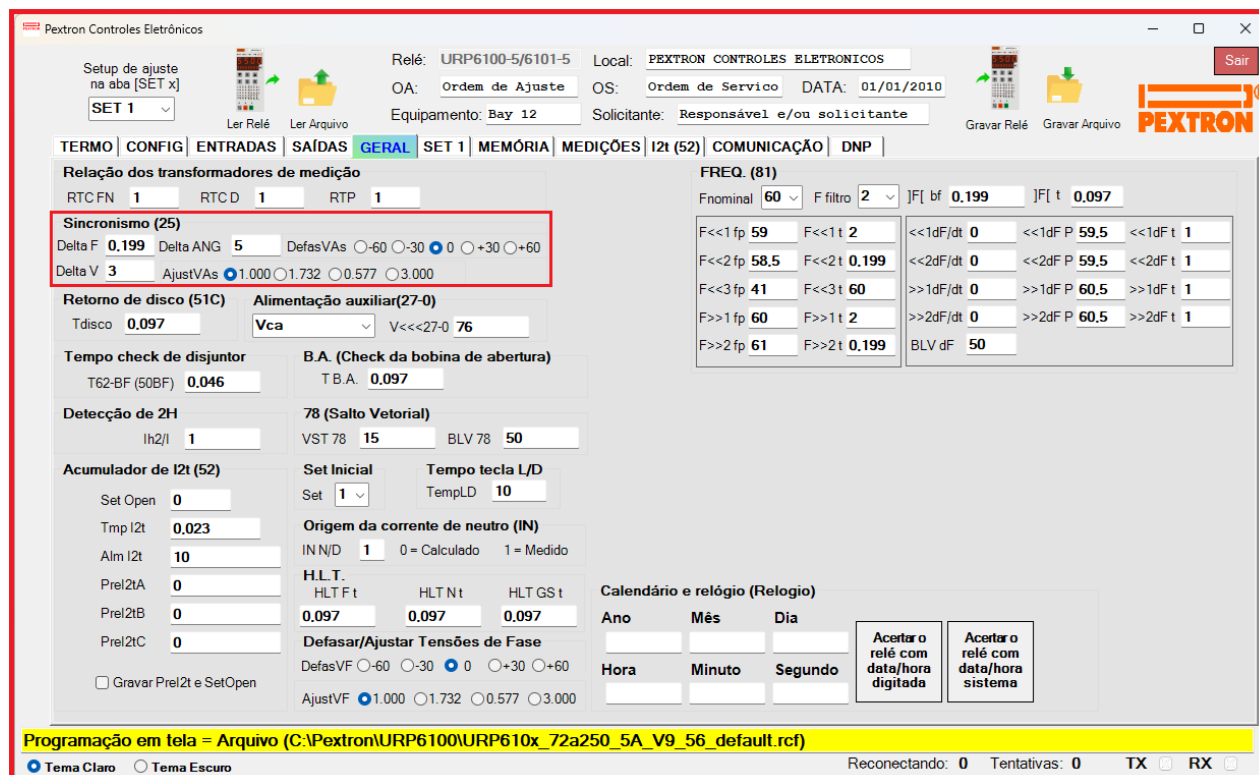 Pextron Controles Eletrônicos
Setup de ajuste
na aba [SET x]
SET 1
Ler Relé
Ler Arquivo
Relé: URP6100-5/6101-5
Local: PEXTRON CONTROLES ELETRONICOS
OA: Ordem de Ajuste
OS: Ordem de Servico
DATA: 01/01/2010
Equipamento: Bay 12
Solicitante: Responsável e/ou solicitante
Gravar Relé
Gravar Arquivo
Sair
PEXTRON
TERMO CONFIG ENTRADAS SAÍDAS GERAL SET 1 MEMÓRIA MEDIÇÕES I2t (52) COMUNICAÇÃO DNP
Relação dos transformadores de medição
RTC FN 1 RTC D 1 RTP 1
Sincronismo (25)
Delta F 0,199 Delta ANG 5 DefasVAs -60 -30 0 +30 +60
Delta V 3 AjustVAs 1.000 1.732 0.577 3.000
Retorno de disco (51C)
Tdisco 0,097
Alimentação auxiliar(27-0)
Vca V<<<27-0 76
Tempo check de disjuntor
T62-BF (50BF) 0,046
B.A. (Check da bobina de abertura)
T B.A. 0,097
Detecção de 2H
Ih2/I 1
78 (Salto Vetorial)
VST 78 15 BLV 78 50
Acumulador de I2t (52)
Set Open 0
Tmp I2t 0,023
Alm I2t 10
PreI2tA 0
PreI2tB 0
PreI2tC 0
Gravar PreI2t e SetOpen
Set Inicial
Set 1
Tempo tecla L/D
TempLD 10
Origem da corrente de neutro (IN)
IN N/D 1 0 = Calculado 1 = Medido
H.L.T.
HLT F t HLT N t HLT GS t
0,097 0,097 0,097
Defasar/Ajustar Tensões de Fase
DefasVF -60 -30 0 +30 +60
AjustVF 1.000 1.732 0.577 3.000
FREQ. (81)
Fnominal 60 F filtro 2 ]F[ bf 0,199 ]F[ t 0,097
F<<1 fp 59 F<<1 t 2 <<1dF/dt 0 <<1dF P 59,5 <<1dF t 1
F<<2 fp 58,5 F<<2 t 0,199 <<2dF/dt 0 <<2dF P 59,5 <<2dF t 1
F<<3 fp 41 F<<3 t 60 >>1dF/dt 0 >>1dF P 60,5 >>1dF t 1
F>>1 fp 60 F>>1 t 2 >>2dF/dt 0 >>2dF P 60,5 >>2dF t 1
F>>2 fp 61 F>>2 t 0,199 BLV dF 50
Calendário e relógio (Relogio)
Ano Mês Dia
Hora Minuto Segundo
Acertar o
relé com
data/hora
digitada
Acertar o
relé com
data/hora
sistema
Programação em tela = Arquivo (C:\Pextron\URP6100\URP610x_72a250_5A_V9_56_default.rcf)
Tema Claro Tema Escuro
Reconectando: 0 Tentativas: 0 TX RX